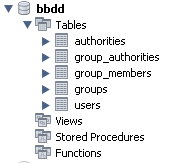 bbdd
Tables
authorities
group_authorities
group_members
groups
users
Views
Stored Procedures
Functions